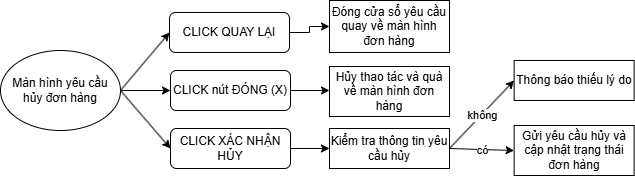 Màn hình yêu cầu
hủy đơn hàng
CLICK QUAY LẠI
Đóng cửa sổ yêu cầu
quay về màn hình
đơn hàng
CLICK nút ĐÓNG (X)
Hủy thao tác và quả
về màn hình đơn
hàng
CLICK XÁC NHẬN
HỦY
Kiểm tra thông tin yêu
cầu hủy
không
Thông báo thiếu lý do
có
Gửi yêu cầu hủy và
cập nhật trạng thái
đơn hàng